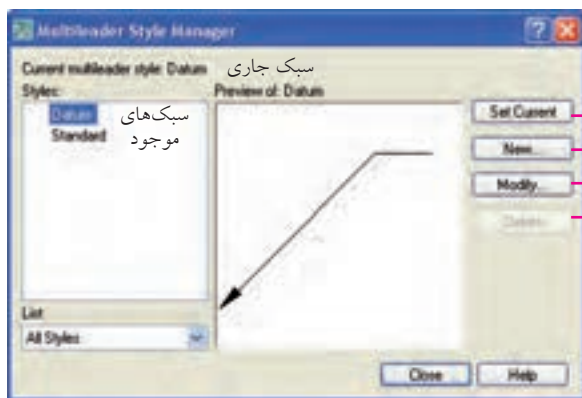 Multileader Style Manager
Current multileader style: Datum
سبک جاری
Styles:
Preview of: Datum
Datum
Standard
سبک‌های
موجود
Set Current
New...
Modify...
Delete
List:
All Styles
Close
Help